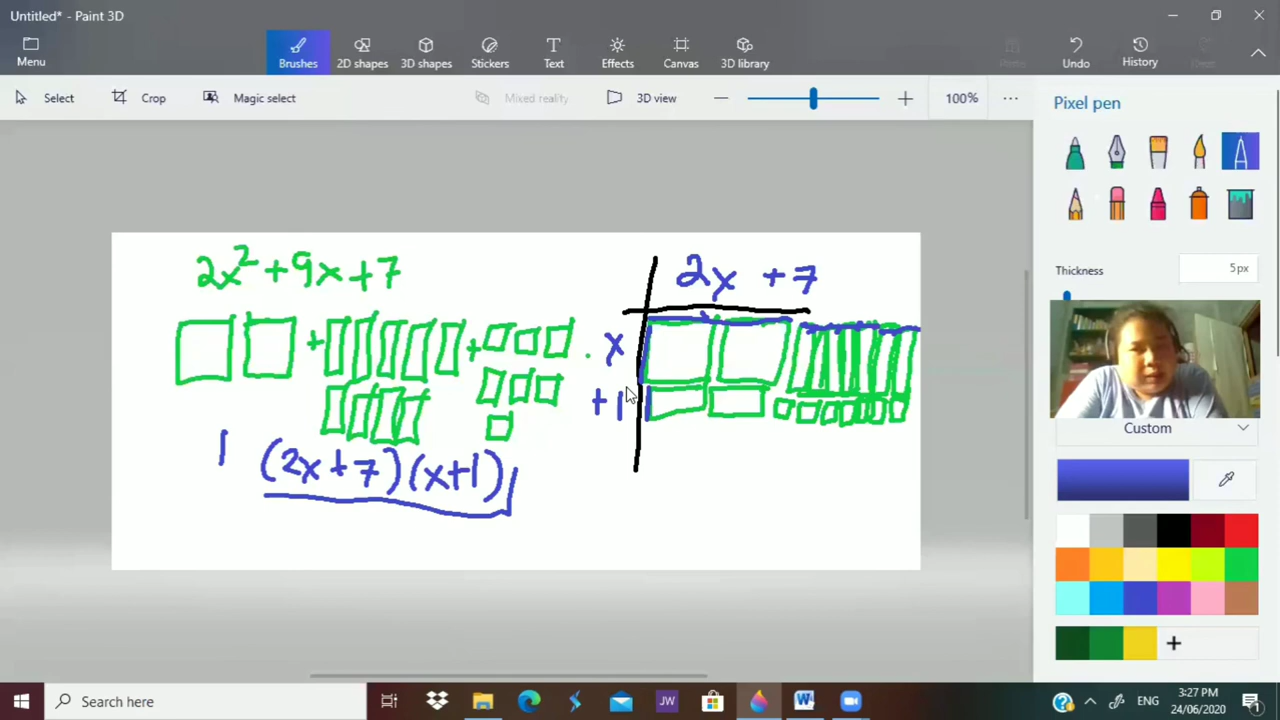 Untitled* - Paint 3D
Menu
Brushes
2D shapes
3D shapes
Stickers
Text
Effects
Canvas
3D library
Undo
History
Select
Crop
Magic select
Mixed reality
3D view
100%
Pixel pen
Thickness
5px
2x² +9x +7
+ +
(2x+7)(x+1)
2x +7
x
+1
Custom
Search here
JW
ENG
3:27 PM
24/06/2020